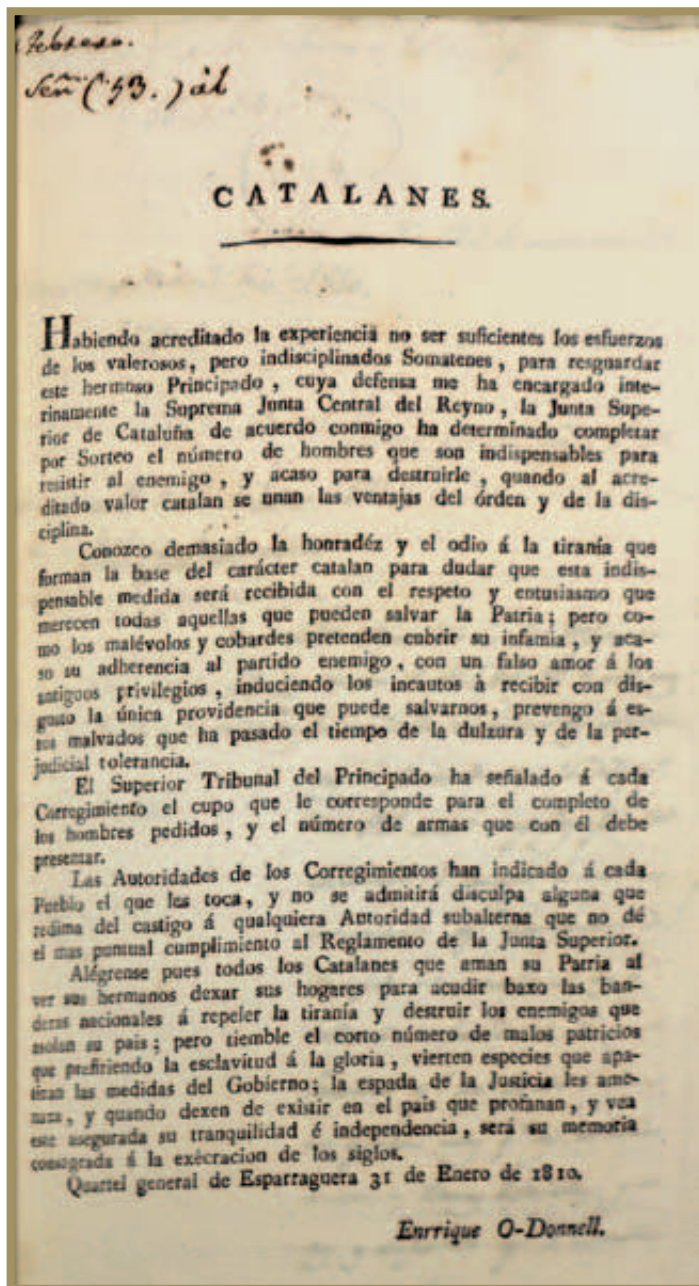 Febrero.
Señ (53.) al
CATALANES.
Habiendo acreditado la experiencia no ser suficientes los esfuerzos
de los valerosos, pero indisciplinados Somatenes, para resguardar
este hermoso Principado, cuya defensa me ha encargado inte-
rinamente la Suprema Junta Central del Reyno, la Junta Supe-
rior de Cataluña de acuerdo conmigo ha determinado completar
por Sorteo el número de hombres que son indispensables para
resistir al enemigo, y acaso para destruirle, quando al acre-
ditado valor catalan se unan las ventajas del órden y de la dis-
ciplina.
Conozco demasiado la honradéz y el odio á la tiranía que
forman la base del carácter catalan para dudar que esta indis-
pensable medida será recibida con el respeto y entusiasmo que
merecen todas aquellas que pueden salvar la Patria; pero co-
mo los malévolos y cobardes pretenden cubrir su infamia, y aca-
so su adherencia al partido enemigo, con un falso amor á los
antiguos privilegios, induciendo los incautos à recibir con dis-
gusto la única providencia que puede salvarnos, prevengo á es-
tos malvados que ha pasado el tiempo de la dulzura y de la per-
judicial tolerancia.
El Superior Tribunal del Principado ha señalado á cada
Corregimiento el cupo que le corresponde para el completo de
los hombres pedidos, y el número de armas que con él debe
presentar.
Las Autoridades de los Corregimientos han indicado á cada
Pueblo el que les toca, y no se admitirá disculpa alguna que
redima del castigo á qualquiera Autoridad subalterna que no dé
el mas puntual cumplimiento al Reglamento de la Junta Superior.
Alégrense pues todos los Catalanes que aman su Patria al
ver sus hermanos dexar sus hogares para acudir baxo las ban-
deras nacionales á repeler la tiranía y destruir los enemigos que
asolan su pais; pero tiemble el corto número de malos patricios
que prefiriendo la esclavitud á la gloria, vierten especies que apa-
tizan las medidas del Gobierno; la espada de la Justicia les ame-
naza, y quando dexen de existir en el pais que profanan, y vea
este asegurada su tranquilidad é independencia, será su memoria
consagrada á la exècracion de los siglos.
Quartel general de Esparraguera 31 de Enero de 1810.
Enrrique O-Donnell.